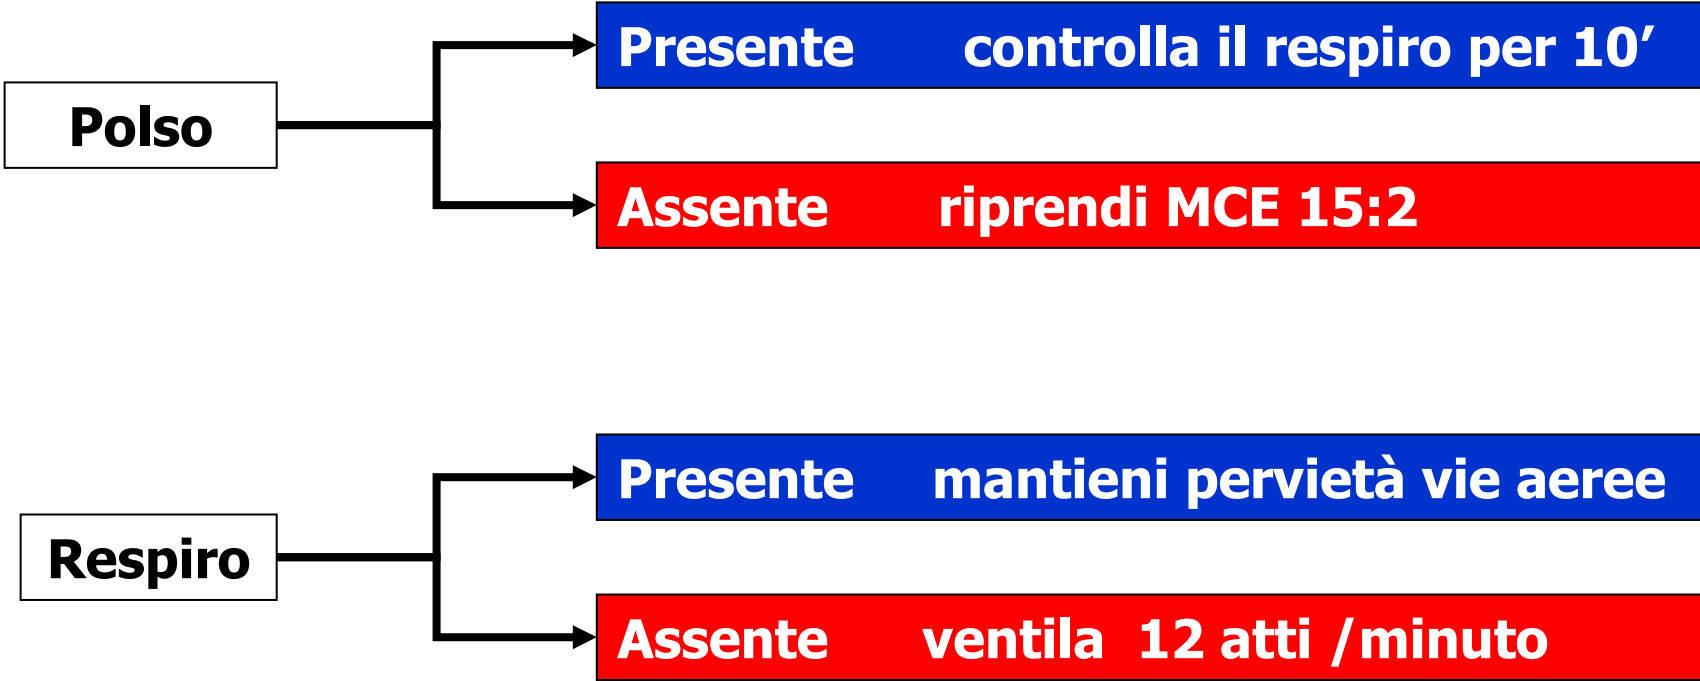 Polso
Presente controlla il respiro per 10’
Assente riprendi MCE 15:2
Respiro
Presente mantieni pervietà vie aeree
Assente ventila 12 atti /minuto